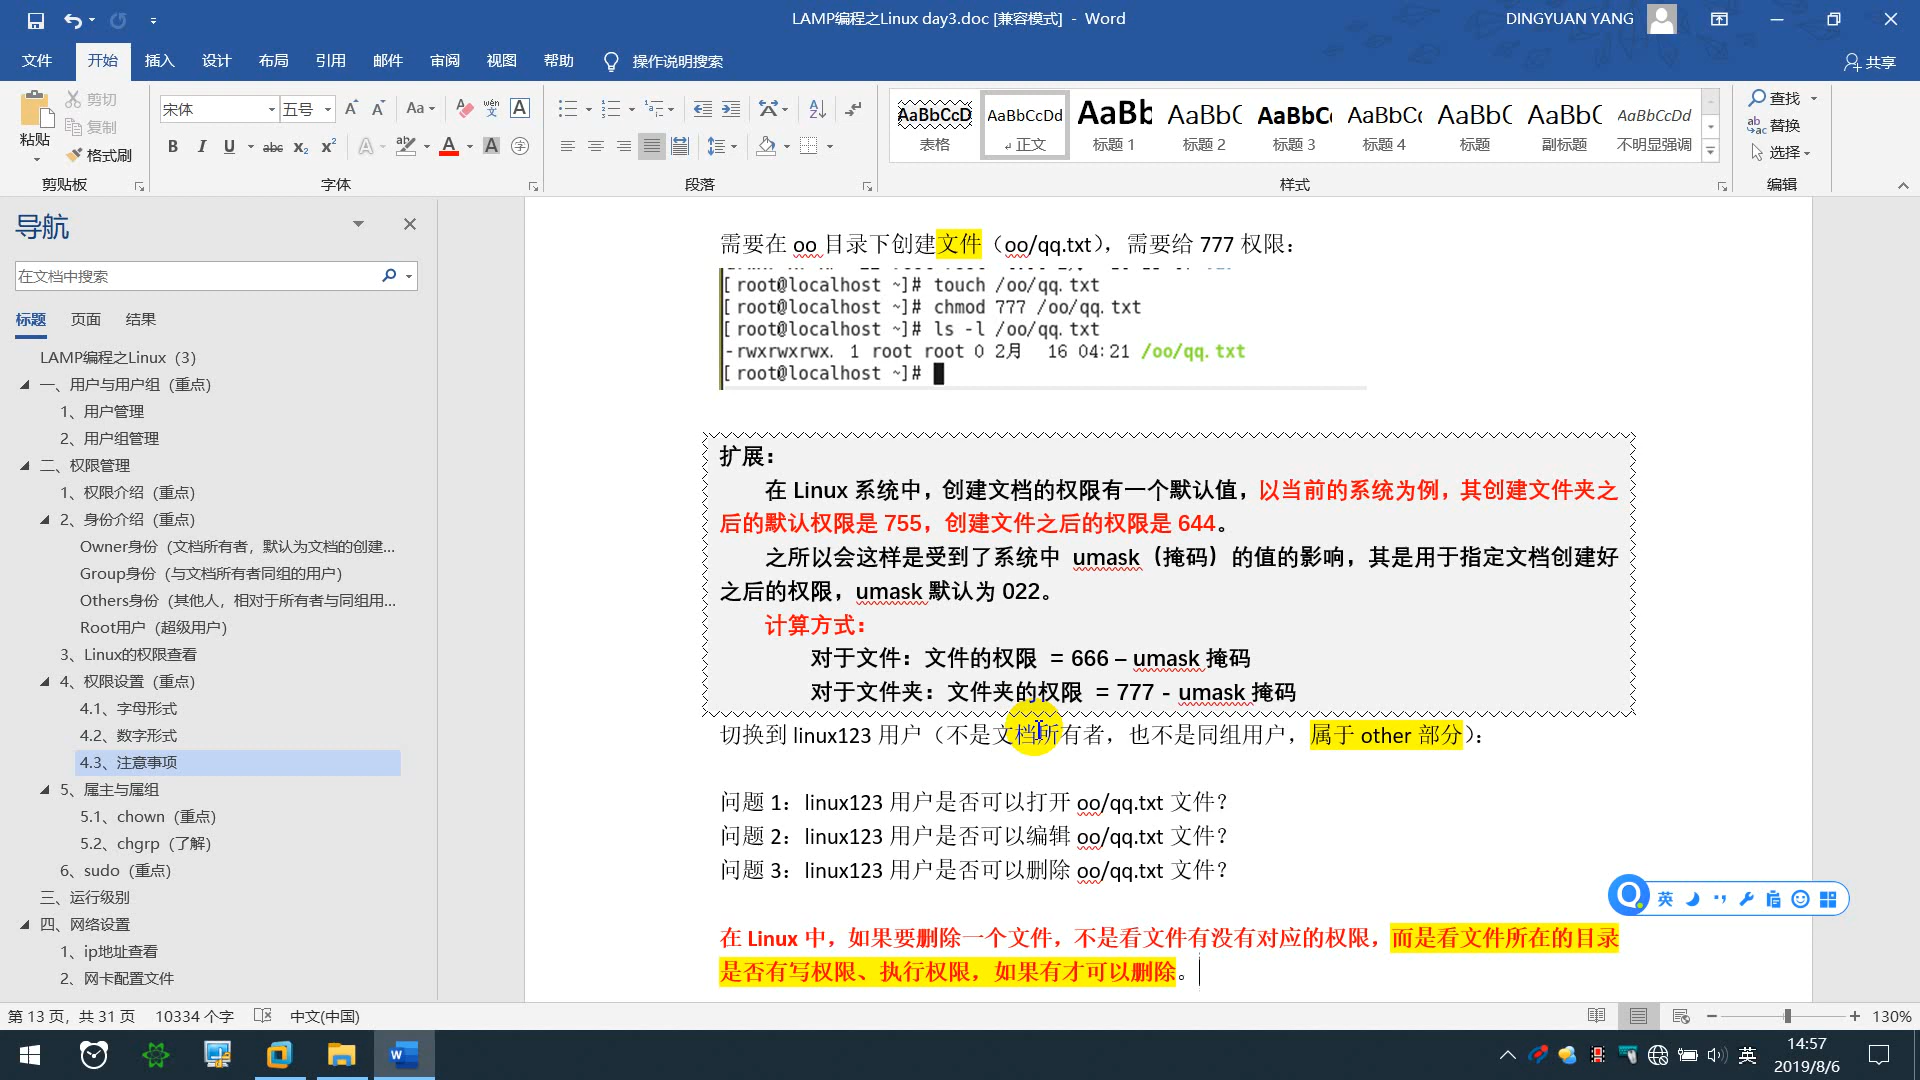 LAMP编程之Linux day3.doc [兼容模式] - Word
DINGYUAN YANG
文件 开始 插入 设计 布局 引用 邮件 审阅 视图 帮助 操作说明搜索 共享
粘贴 剪切 复制 格式刷
宋体 五号
AaBbCcD 表格
AaBbCcDd 正文
AaBb 标题 1
AaBb( 标题 2
AaBbC 标题 3
AaBbC 标题 4
AaBb( 标题
AaBb( 副标题
AaBbCcDd 不明显强调
查找 替换 选择
剪贴板 字体 段落 样式 编辑
导航
在文档中搜索
标题 页面 结果
LAMP编程之Linux（3）
一、用户与用户组（重点）
1、用户管理
2、用户组管理
二、权限管理
1、权限介绍（重点）
2、身份介绍（重点）
Owner身份（文档所有者，默认为文档的创建...
Group身份（与文档所有者同组的用户）
Others身份（其他人，相对于所有者与同组用...
Root用户（超级用户）
3、Linux的权限查看
4、权限设置（重点）
4.1、字母形式
4.2、数字形式
4.3、注意事项
5、属主与属组
5.1、chown（重点）
5.2、chgrp（了解）
6、sudo（重点）
三、运行级别
四、网络设置
1、ip地址查看
2、网卡配置文件
需要在 oo 目录下创建文件（oo/qq.txt），需要给 777 权限：
[root@localhost ~]# touch /oo/qq.txt
[root@localhost ~]# chmod 777 /oo/qq.txt
[root@localhost ~]# ls -l /oo/qq.txt
-rwxrwxrwx. 1 root root 0 2月 16 04:21 /oo/qq.txt
[root@localhost ~]#
扩展：
在 Linux 系统中，创建文档的权限有一个默认值，以当前的系统为例，其创建文件夹之
后的默认权限是 755，创建文件之后的权限是 644。
之所以会这样是受到了系统中 umask（掩码）的值的影响，其是用于指定文档创建好
之后的权限，umask 默认为 022。
计算方式：
对于文件：文件的权限 = 666 – umask 掩码
对于文件夹：文件夹的权限 = 777 - umask 掩码
切换到 linux123 用户（不是文档所有者，也不是同组用户，属于 other 部分）：
问题 1：linux123 用户是否可以打开 oo/qq.txt 文件？
问题 2：linux123 用户是否可以编辑 oo/qq.txt 文件？
问题 3：linux123 用户是否可以删除 oo/qq.txt 文件？
在 Linux 中，如果要删除一个文件，不是看文件有没有对应的权限，而是看文件所在的目录
是否有写权限、执行权限，如果有才可以删除。
英
第 13 页，共 31 页 10334 个字 中文(中国) 130%
英
14:57
2019/8/6